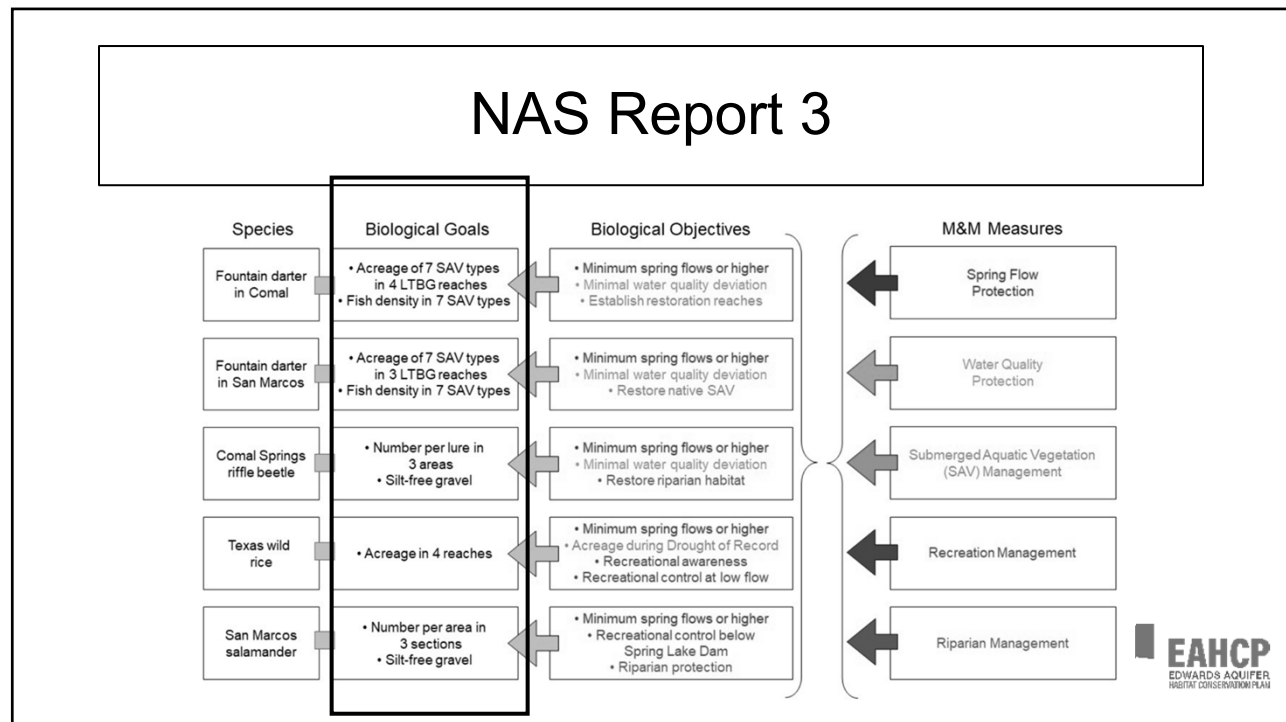 NAS Report 3
Species
Biological Goals
Biological Objectives
M&M Measures
Fountain darter
in Comal
• Acreage of 7 SAV types
in 4 LTBG reaches
• Fish density in 7 SAV types
• Minimum spring flows or higher
• Minimal water quality deviation
• Establish restoration reaches
Spring Flow
Protection
Fountain darter
in San Marcos
• Acreage of 7 SAV types
in 3 LTBG reaches
• Fish density in 7 SAV types
• Minimum spring flows or higher
• Minimal water quality deviation
• Restore native SAV
Water Quality
Protection
Comal Springs
riffle beetle
• Number per lure in
3 areas
• Silt-free gravel
• Minimum spring flows or higher
• Minimal water quality deviation
• Restore riparian habitat
Submerged Aquatic Vegetation
(SAV) Management
Texas wild
rice
• Acreage in 4 reaches
• Minimum spring flows or higher
• Acreage during Drought of Record
• Recreational awareness
• Recreational control at low flow
Recreation Management
San Marcos
salamander
• Number per area in
3 sections
• Silt-free gravel
• Minimum spring flows or higher
• Recreational control below
Spring Lake Dam
• Riparian protection
Riparian Management
EAHCP
EDWARDS AQUIFER
HABITAT CONSERVATION PLAN